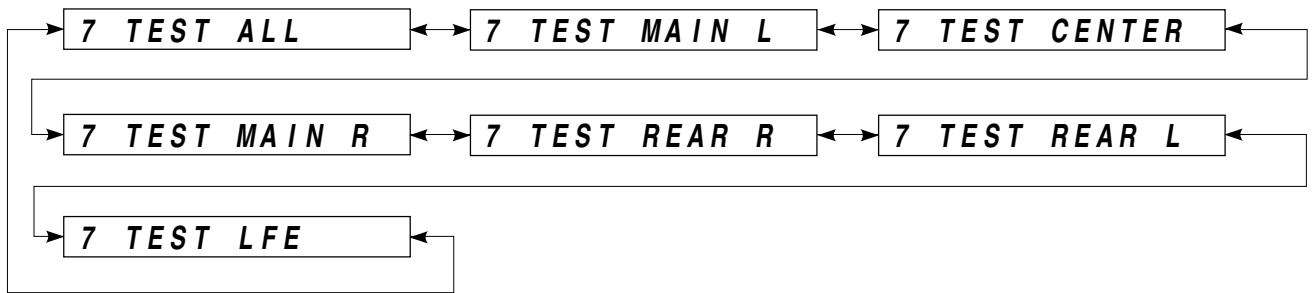 7 TEST ALL
7 TEST MAIN L
7 TEST CENTER
7 TEST MAIN R
7 TEST REAR R
7 TEST REAR L
7 TEST LFE